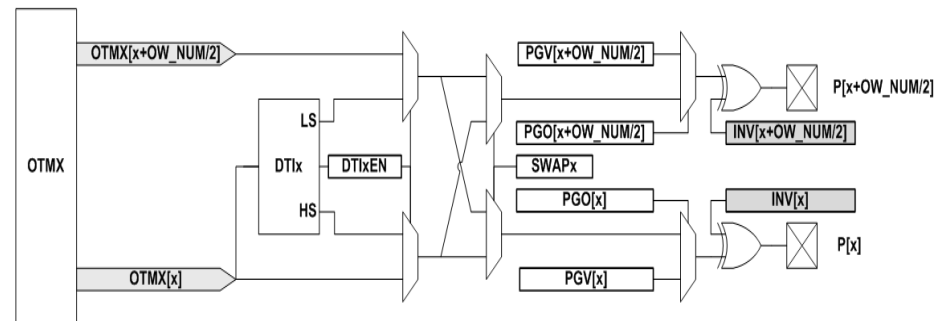 OTMX[x+OW_NUM/2]
PGV[x+OW_NUM/2]
P[x+OW_NUM/2]
LS
PGO[x+OW_NUM/2]
INV[x+OW_NUM/2]
OTMX
DTIx
DTIxEN
SWAPx
HS
PGO[x]
INV[x]
P[x]
OTMX[x]
PGV[x]